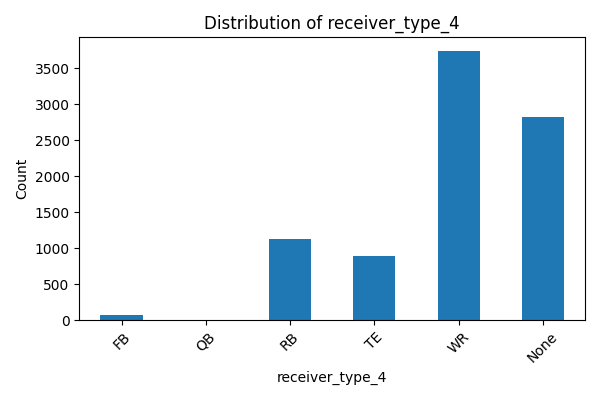 Distribution of receiver_type_4
Count
3500
3000
2500
2000
1500
1000
500
0
FB
QB
RB
TE
WR
None
receiver_type_4